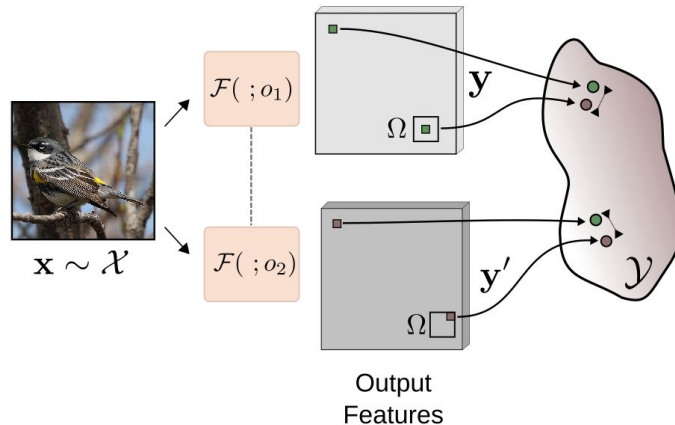 𝓕( ; o₁)
𝐲
Ω
𝐱 ∼ 𝒳
𝓕( ; o₂)
𝐲′
Ω
𝒴
Output
Features